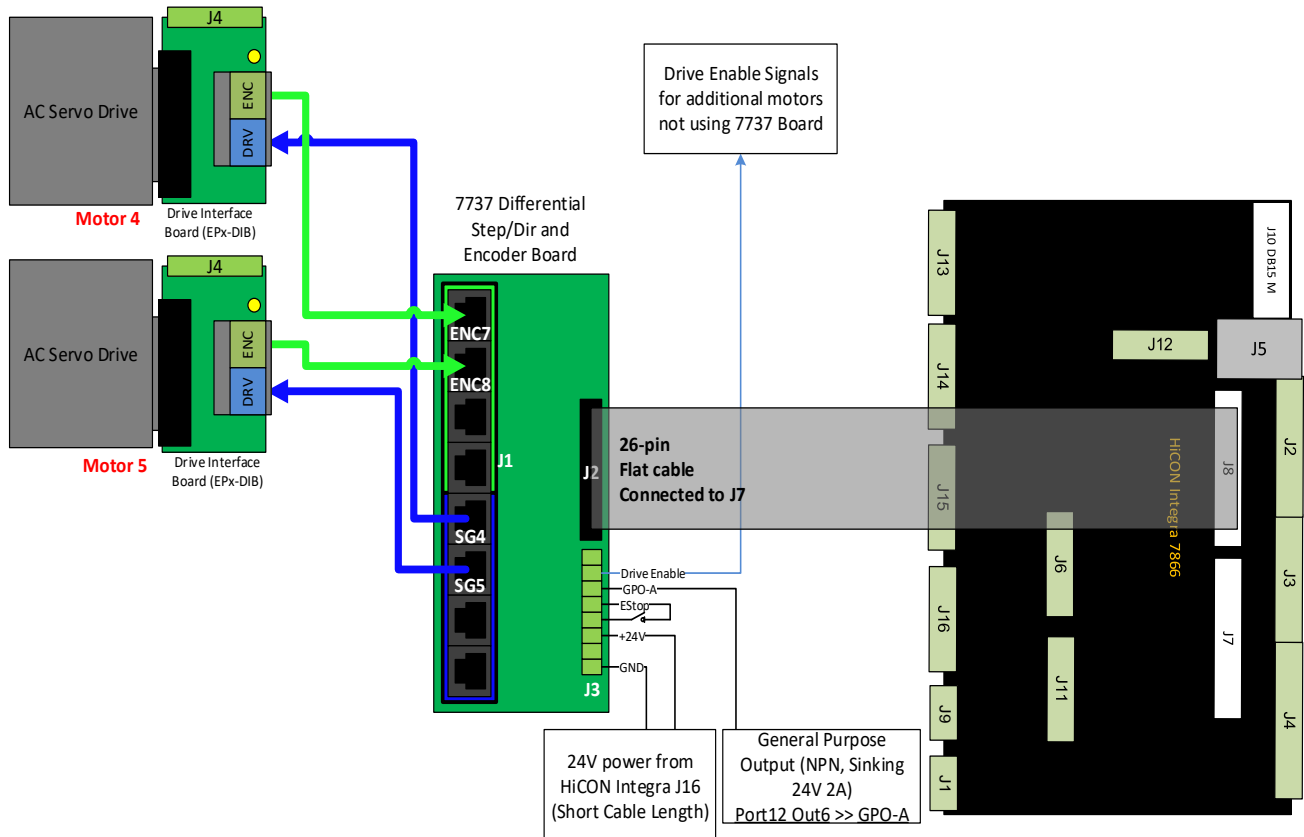 J4
AC Servo Drive
ENC
DRV
Motor 4
Drive Interface
Board (EPx-DIB)
J4
AC Servo Drive
ENC
DRV
Motor 5
Drive Interface
Board (EPx-DIB)
7737 Differential
Step/Dir and
Encoder Board
ENC7
ENC8
J1
SG4
SG5
J2
J3
Drive Enable
GPO-A
EStop
+24V
GND
Drive Enable Signals
for additional motors
not using 7737 Board
26-pin
Flat cable
Connected to J7
24V power from
HiCON Integra J16
(Short Cable Length)
General Purpose
Output (NPN, Sinking
24V 2A)
Port12 Out6 >> GPO-A
J13
J14
J15
J16
J9
J1
J10 DB15 M
J12
J5
J8
J2
HiCON Integra 7866
J6
J3
J7
J11
J4